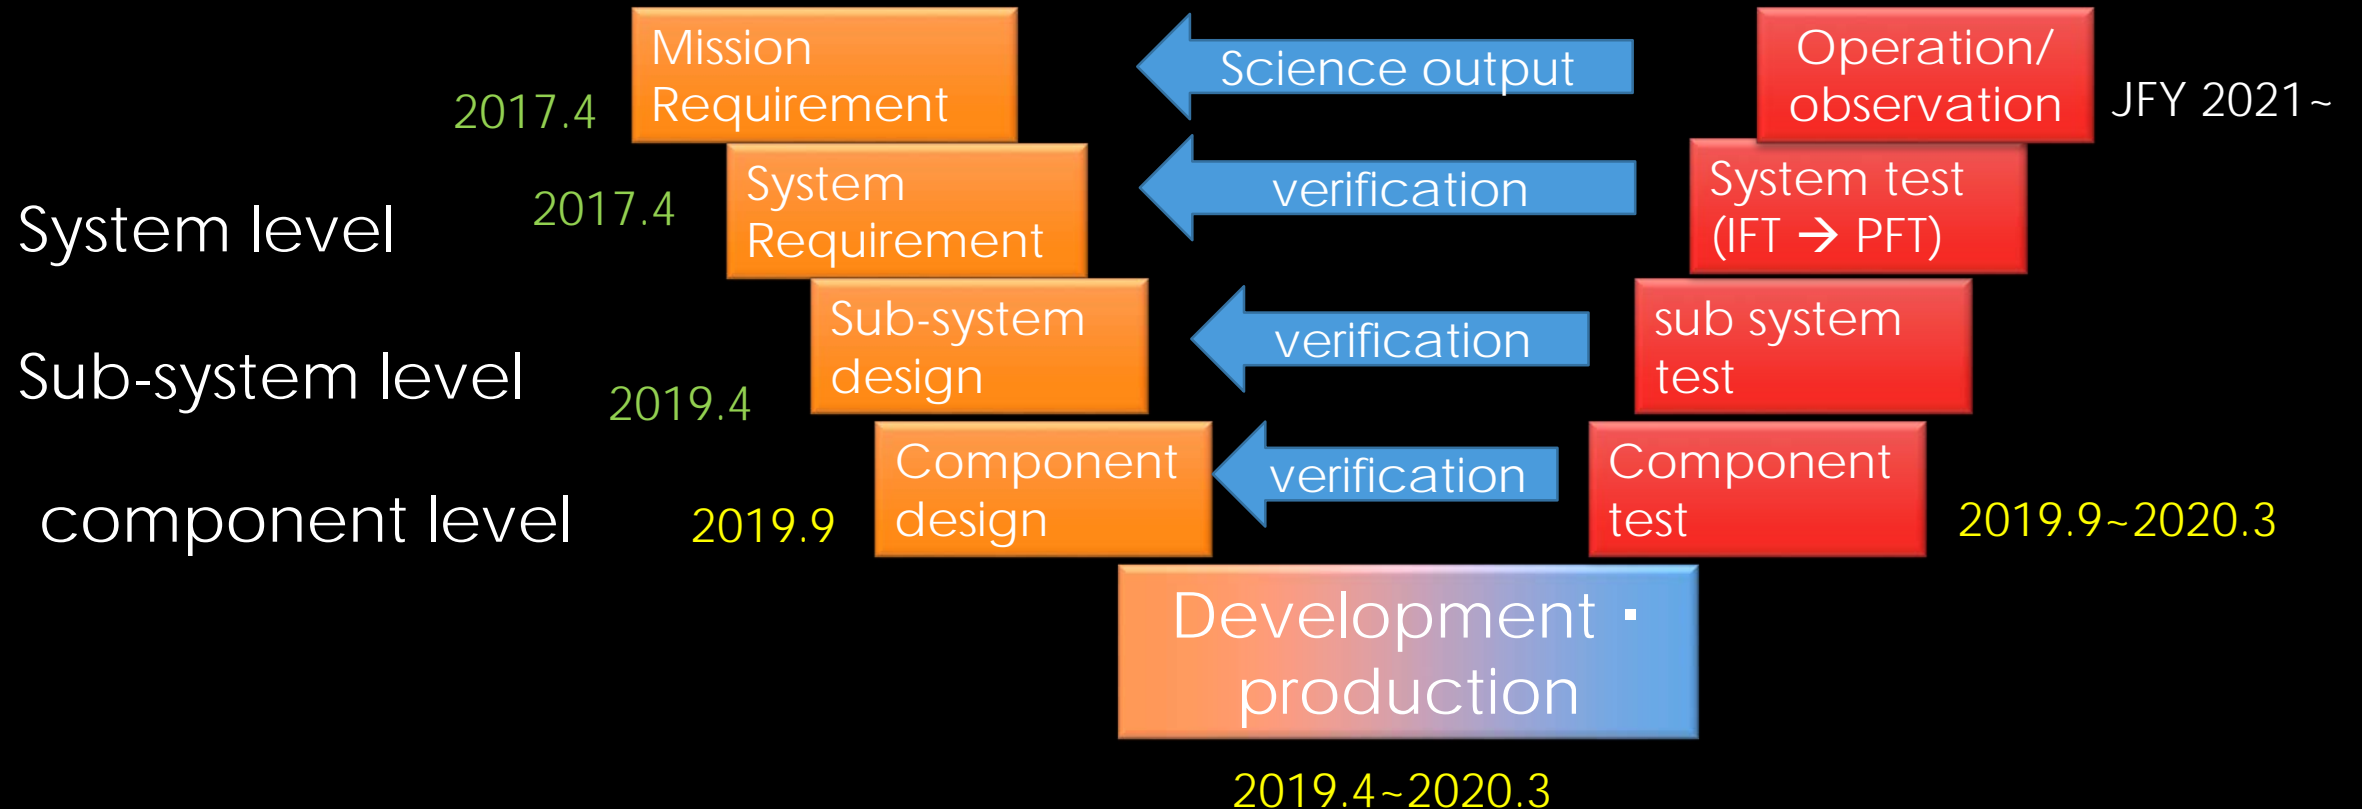 Mission
Requirement
2017.4
Science output
Operation/
observation
JFY 2021~
System level
2017.4
System
Requirement
verification
System test
(IFT → PFT)
Sub-system level
2019.4
Sub-system
design
verification
sub system
test
component level
2019.9
Component
design
verification
Component
test
2019.9~2020.3
Development・
production
2019.4~2020.3